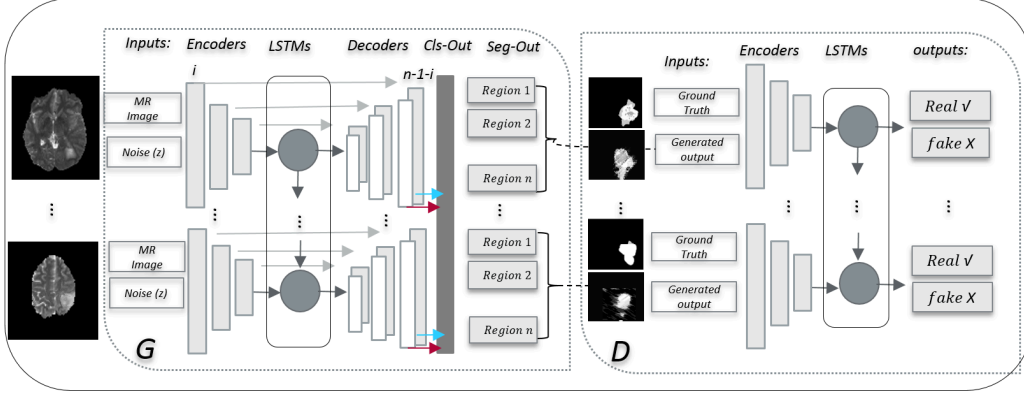 Inputs: Encoders LSTMs Decoders Cls-Out Seg-Out
i
n-1-i
MR
Image
Noise (z)
Region 1
Region 2
Region n
...
...
...
...
...
MR
Image
Noise (z)
Region 1
Region 2
Region n
G
Inputs: Encoders LSTMs outputs:
Ground
Truth
Generated
output
Real √
fake X
...
...
...
...
Ground
Truth
Generated
output
Real √
fake X
D